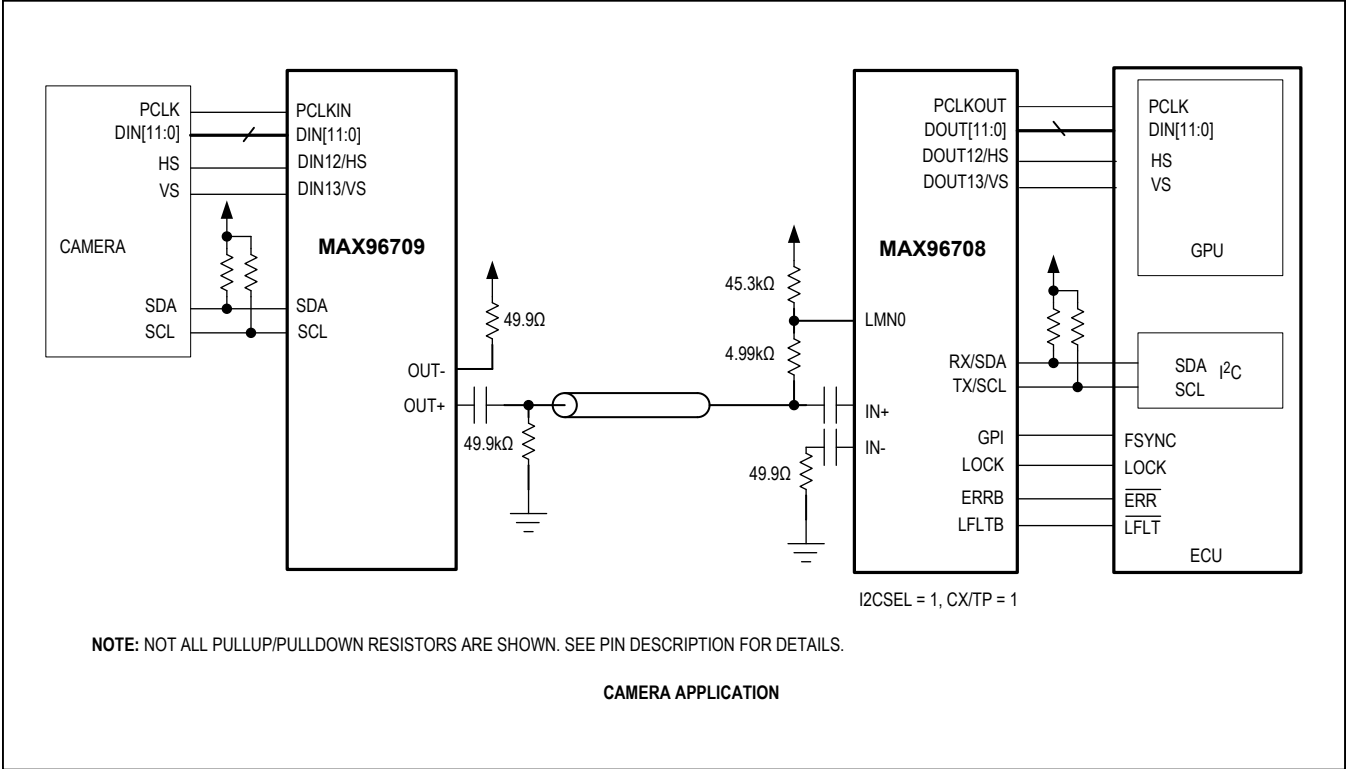 PCLK
DIN[11:0]
HS
VS
CAMERA
SDA
SCL
PCLKIN
DIN[11:0]
DIN12/HS
DIN13/VS
MAX96709
SDA
SCL
OUT-
OUT+
49.9Ω
49.9kΩ
45.3kΩ
4.99kΩ
49.9Ω
PCLKOUT
DOUT[11:0]
DOUT12/HS
DOUT13/VS
MAX96708
LMN0
RX/SDA
TX/SCL
IN+
IN-
GPI
LOCK
ERRB
LFLTB
I2CSEL = 1, CX/TP = 1
PCLK
DIN[11:0]
HS
VS
GPU
SDA
SCL
I2C
FSYNC
LOCK
ERR
LFLT
ECU
NOTE: NOT ALL PULLUP/PULLDOWN RESISTORS ARE SHOWN. SEE PIN DESCRIPTION FOR DETAILS.
CAMERA APPLICATION